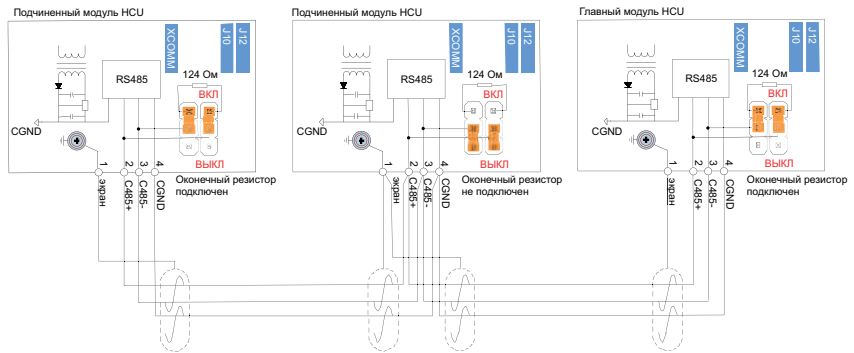 Подчиненный модуль HCU
XCOMM
J10
J12
RS485
124 Ом
ВКЛ
CGND
ВЫКЛ
1
2
3
4
экран
C485+
C485-
CGND
Оконечный резистор
подключен
Подчиненный модуль HCU
XCOMM
J10
J12
RS485
124 Ом
ВКЛ
CGND
ВЫКЛ
1
2
3
4
экран
C485+
C485-
CGND
Оконечный резистор
не подключен
Главный модуль HCU
XCOMM
J10
J12
RS485
124 Ом
ВКЛ
CGND
ВЫКЛ
1
2
3
4
экран
C485+
C485-
CGND
Оконечный резистор
подключен